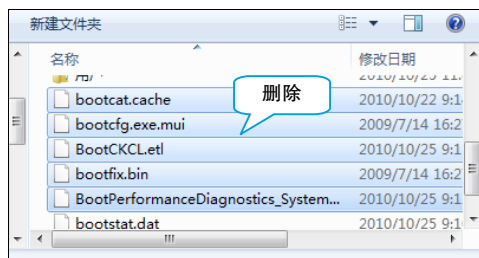 新建文件夹
名称 修改日期
用户
删除
bootcat.cache 2010/10/22 9:1
bootcfg.exe.mui 2009/7/14 16:2
BootCKCL.etl 2010/10/25 9:1
bootfix.bin 2009/7/14 16:2
BootPerformanceDiagnostics_System... 2010/10/25 9:1
bootstat.dat 2010/10/25 9:1